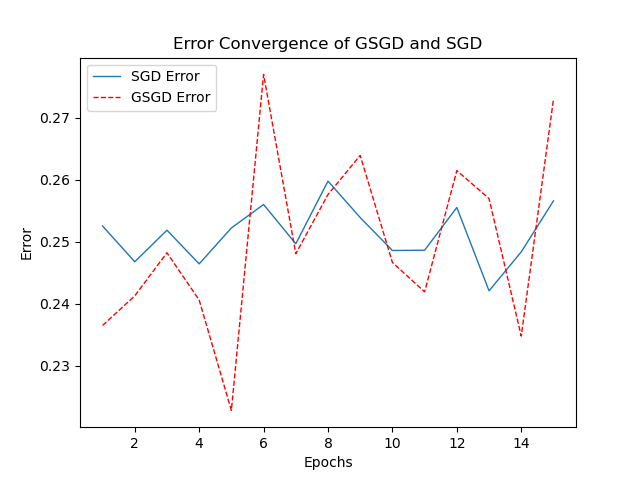 Error Convergence of GSGD and SGD
SGD Error
GSGD Error
0.27
0.26
0.25
0.24
0.23
Error
2 4 6 8 10 12 14
Epochs